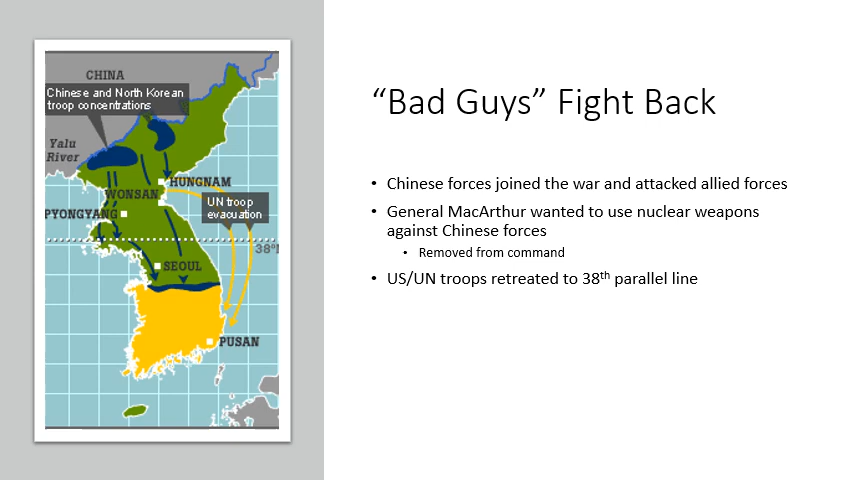 “Bad Guys” Fight Back
• Chinese forces joined the war and attacked allied forces
• General MacArthur wanted to use nuclear weapons
against Chinese forces
• Removed from command
• US/UN troops retreated to 38th parallel line
CHINA
Chinese and North Korean
troop concentrations
Yalu
River
HUNGNAM
WONSAN
UN troop
evacuation
PYONGYANG
38°N
SEOUL
PUSAN